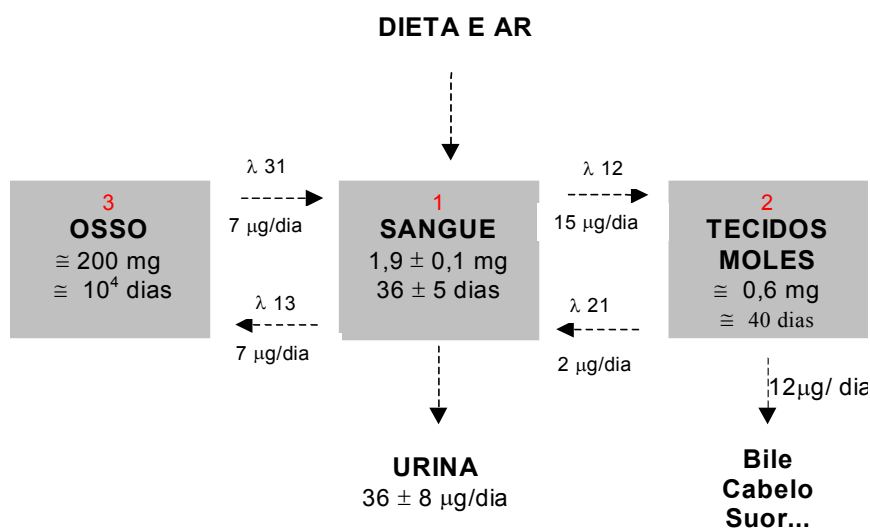 DIETA E AR
λ 31
7 μg/dia
λ 12
15 μg/dia
3
OSSO
≅ 200 mg
≅ 10⁴ dias
1
SANGUE
1,9 ± 0,1 mg
36 ± 5 dias
2
TECIDOS
MOLES
≅ 0,6 mg
≅ 40 dias
λ 13
7 μg/dia
λ 21
2 μg/dia
12μg/ dia
URINA
36 ± 8 μg/dia
Bile
Cabelo
Suor...